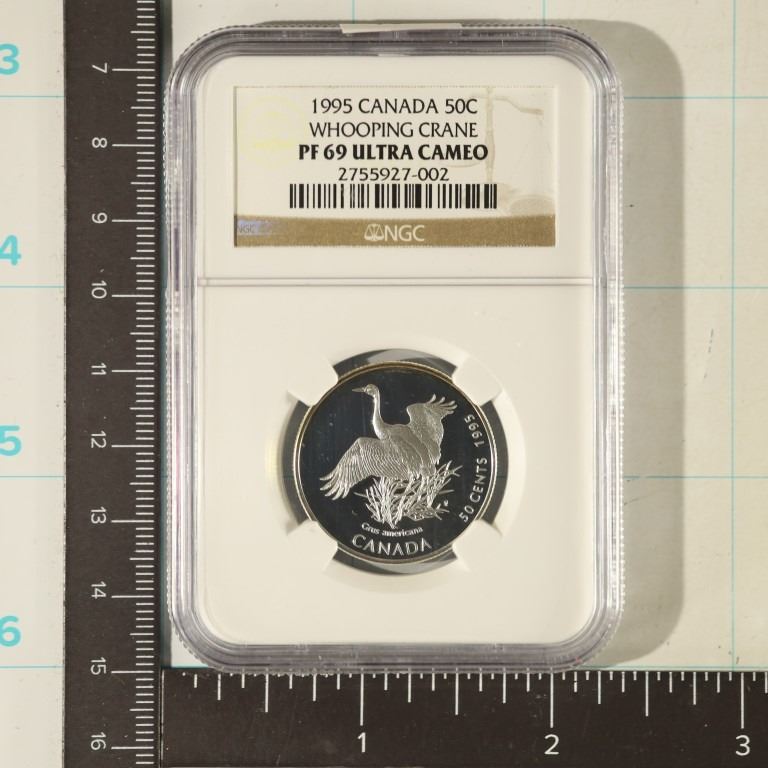 1995 CANADA 50C
WHOOPING CRANE
PF 69 ULTRA CAMEO
2755927-002
NGC
NGC
50 CENTS 1995
Grus americana
CANADA
3
4
5
6
7
8
9
10
11
12
13
14
15
16
1
2
3